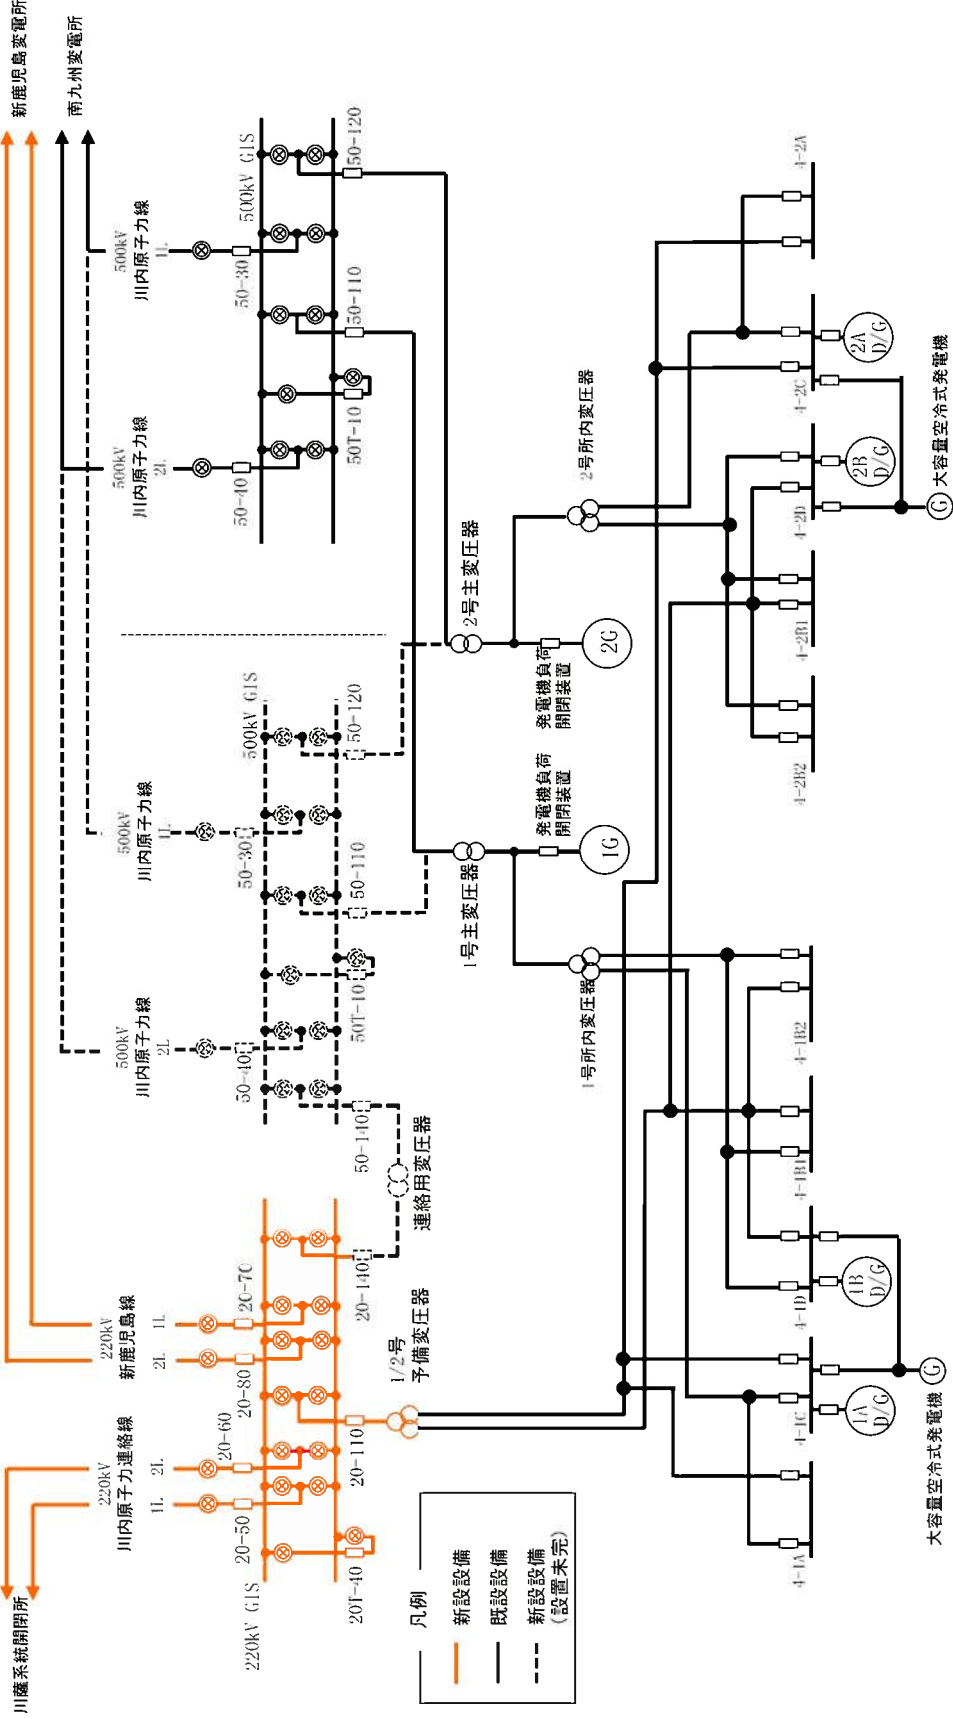 川薩系統開閉所
新鹿児島変電所
南九州変電所
220kV
川内原子力連絡線
1L
2L
220kV
新鹿児島線
2L
1L
500kV
川内原子力線
2L
500kV
川内原子力線
1L
500kV
川内原子力線
2L
500kV
川内原子力線
1L
220kV GIS
20-50
20-60
20-80
20-70
20T-40
20-110
20-140
500kV GIS
50-40
50-30
50-140
50T-10
50-110
50-120
500kV GIS
50-40
50-30
50T-10
50-110
50-120
1/2号
予備変圧器
連絡用変圧器
1号主変圧器
2号主変圧器
発電機負荷
開閉装置
発電機負荷
開閉装置
1G
2G
1号所内変圧器
2号所内変圧器
4-1A
4-1C
4-1D
4-1B1
4-1B2
4-2B2
4-2B1
4-2D
4-2C
4-2A
1A
D/G
1B
D/G
2B
D/G
2A
D/G
G
大容量空冷式発電機
G
大容量空冷式発電機
凡例
新設設備
既設設備
新設設備
(設置未完)